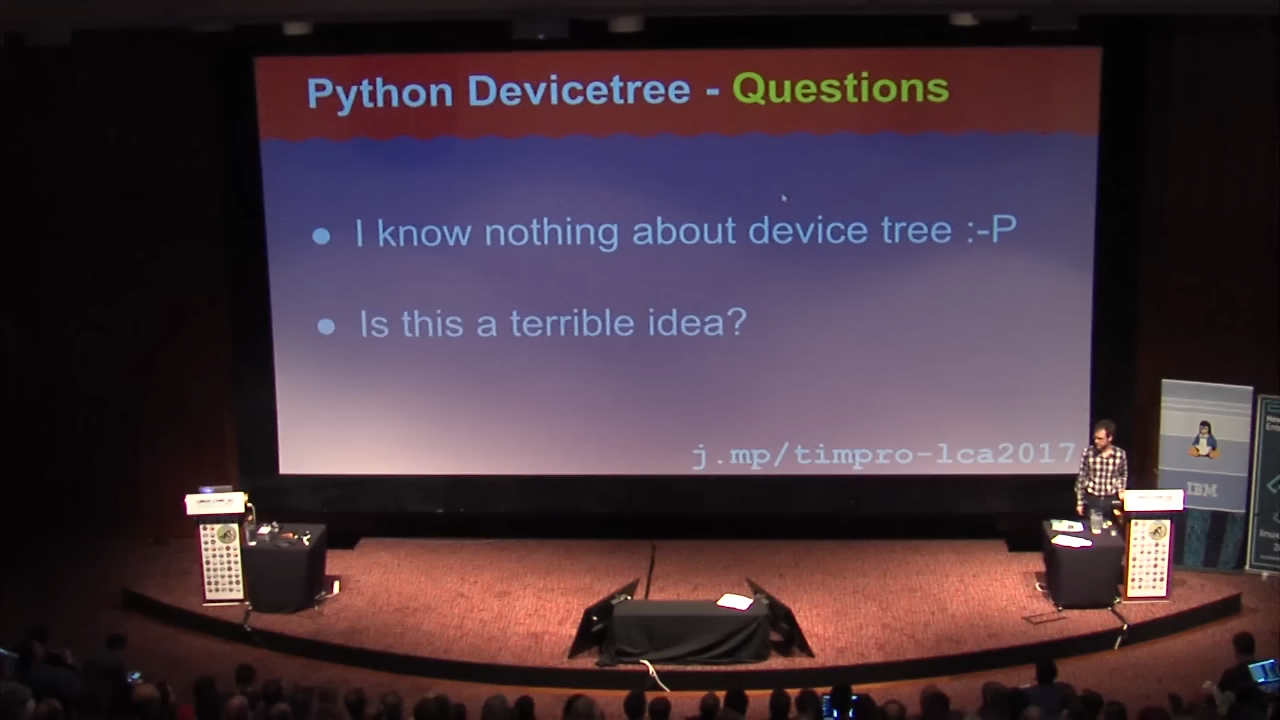 Python Devicetree - Questions
● I know nothing about device tree :-P
● Is this a terrible idea?
j.mp/timpro-lca2017
IBM